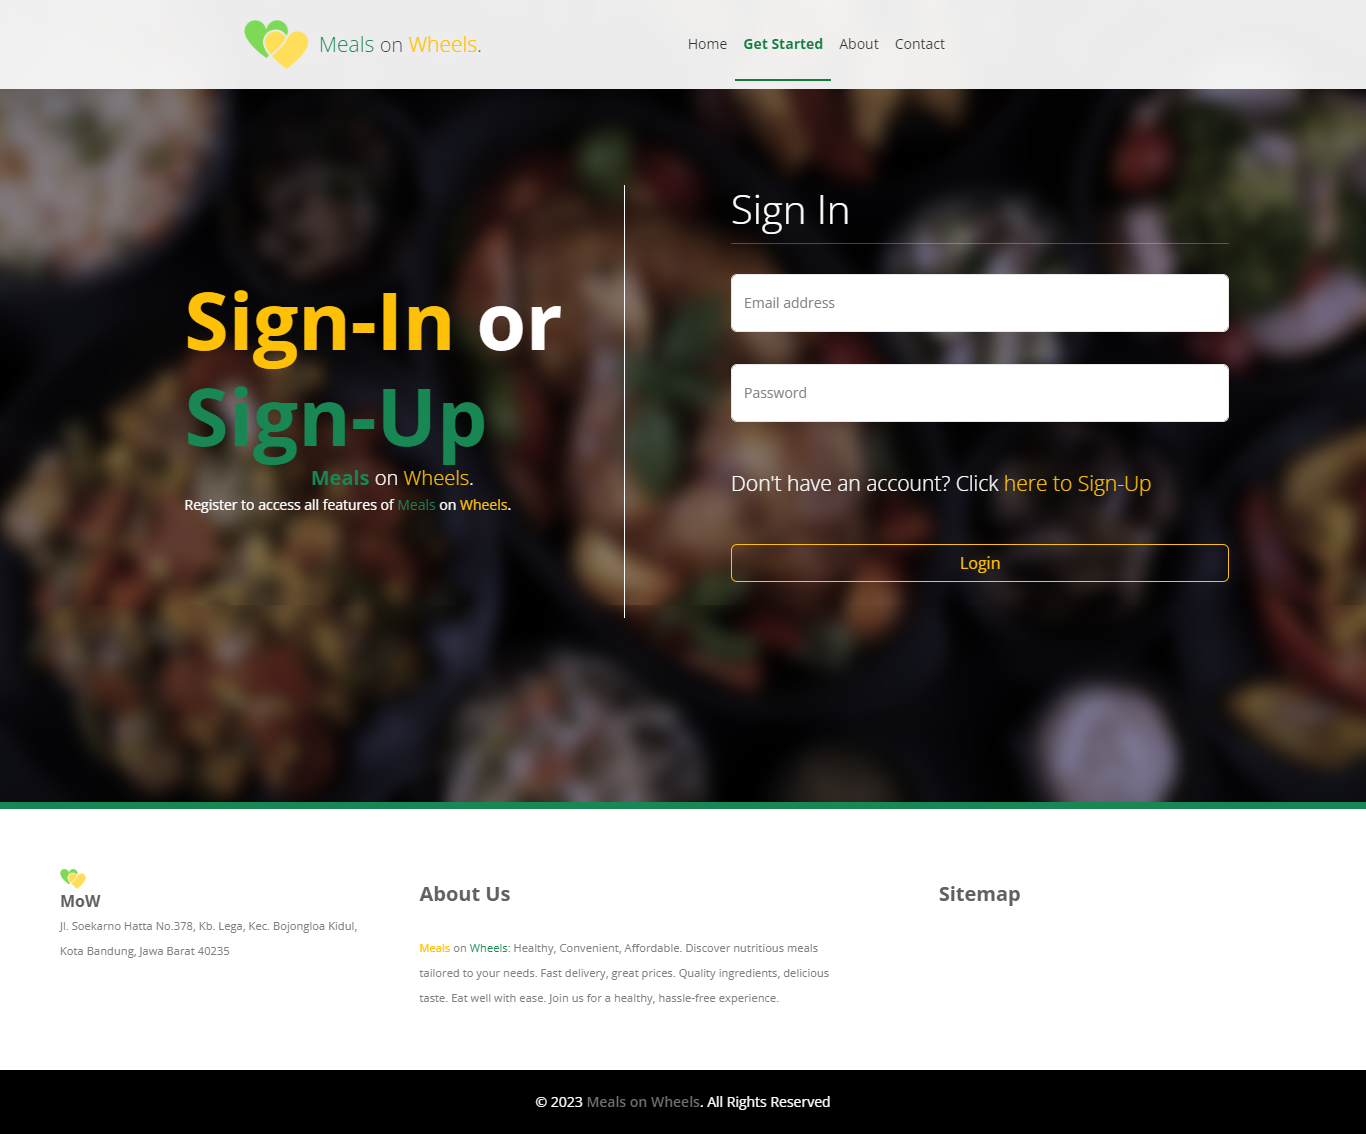 Meals on Wheels.
Home
Get Started
About
Contact
Sign-In or
Sign-Up
Meals on Wheels.
Register to access all features of Meals on Wheels.
Sign In
Email address
Password
Don't have an account? Click here to Sign-Up
Login
MoW
Jl. Soekarno Hatta No.378, Kb. Lega, Kec. Bojongloa Kidul,
Kota Bandung, Jawa Barat 40235
About Us
Meals on Wheels: Healthy, Convenient, Affordable. Discover nutritious meals
tailored to your needs. Fast delivery, great prices. Quality ingredients, delicious
taste. Eat well with ease. Join us for a healthy, hassle-free experience.
Sitemap
© 2023 Meals on Wheels. All Rights Reserved